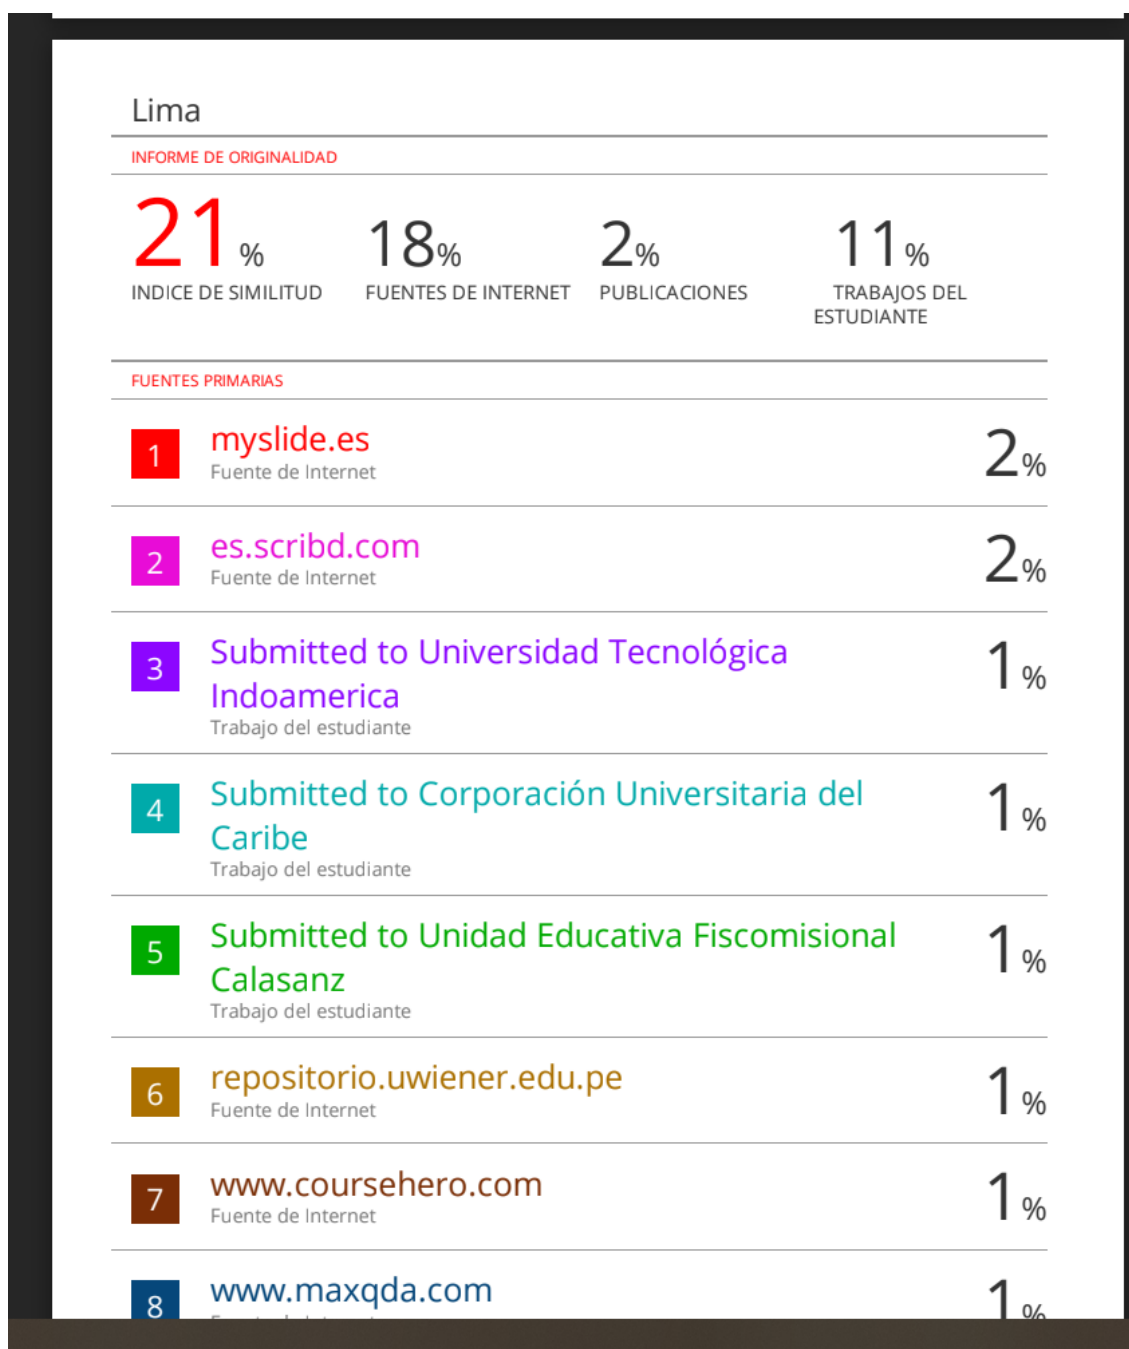 Lima
INFORME DE ORIGINALIDAD
21% 18% 2% 11%
INDICE DE SIMILITUD FUENTES DE INTERNET PUBLICACIONES TRABAJOS DEL
ESTUDIANTE
FUENTES PRIMARIAS
1 myslide.es 2%
Fuente de Internet
2 es.scribd.com 2%
Fuente de Internet
3 Submitted to Universidad Tecnológica 1%
Indoamerica
Trabajo del estudiante
4 Submitted to Corporación Universitaria del 1%
Caribe
Trabajo del estudiante
5 Submitted to Unidad Educativa Fiscomisional 1%
Calasanz
Trabajo del estudiante
6 repositorio.uwiener.edu.pe 1%
Fuente de Internet
7 www.coursehero.com 1%
Fuente de Internet
8 www.maxqda.com 1%